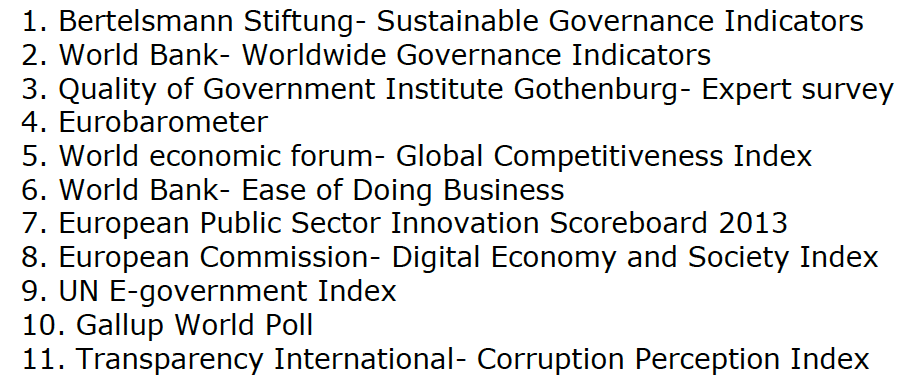 1. Bertelsmann Stiftung- Sustainable Governance Indicators
2. World Bank- Worldwide Governance Indicators
3. Quality of Government Institute Gothenburg- Expert survey
4. Eurobarometer
5. World economic forum- Global Competitiveness Index
6. World Bank- Ease of Doing Business
7. European Public Sector Innovation Scoreboard 2013
8. European Commission- Digital Economy and Society Index
9. UN E-government Index
10. Gallup World Poll
11. Transparency International- Corruption Perception Index